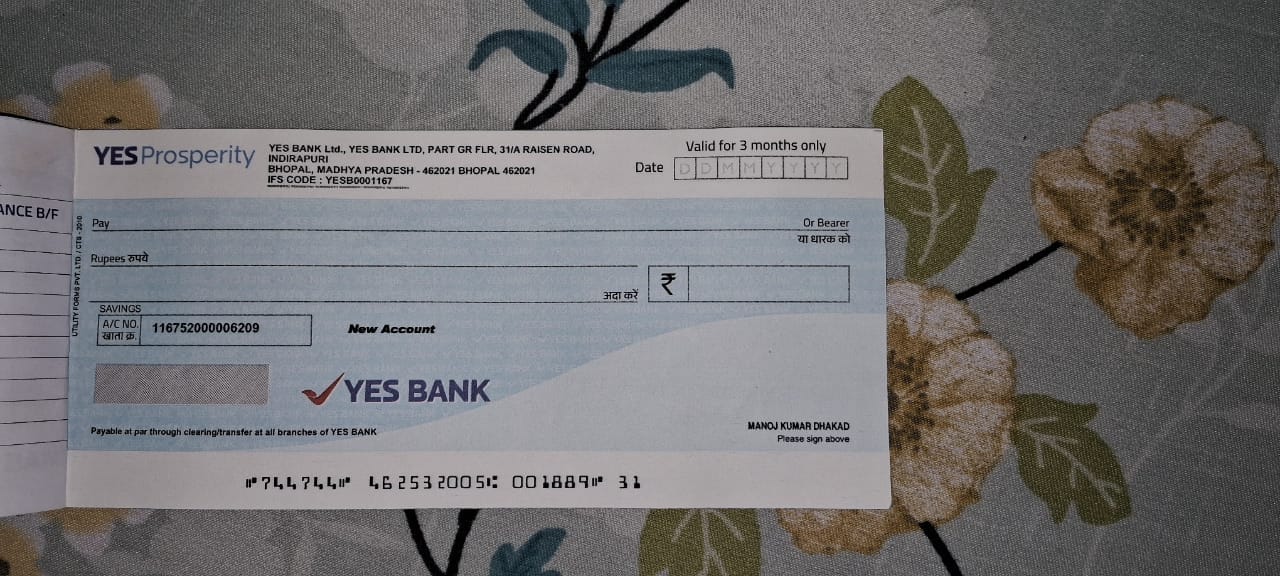 ANCE B/F
YES Prosperity
YES BANK Ltd., YES BANK LTD, PART GR FLR, 31/A RAISEN ROAD,
INDIRAPURI
BHOPAL, MADHYA PRADESH - 462021 BHOPAL 462021
IFS CODE : YESB0001167
Valid for 3 months only
Date D D M M Y Y Y Y
Pay
Or Bearer
या धारक को
Rupees रुपये
अदा करें
₹
UTILITY FORMS PVT. LTD. / CTS - 2010
SAVINGS
A/C NO. 116752000006209
खाता क्र.
New Account
YES BANK
Payable at par through clearing/transfer at all branches of YES BANK
MANOJ KUMAR DHAKAD
Please sign above
⑈744744⑈ 462532005⑆ 001889⑈ 31